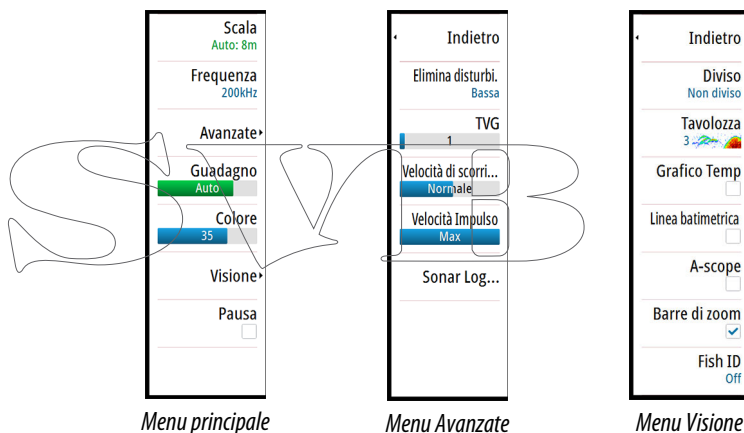 Scala
Auto: 8m
Frequenza
200kHz
Avanzate
Guadagno
Auto
Colore
35
Visione
Pausa
Menu principale
Indietro
Elimina disturbi.
Bassa
TVG
1
Velocità di scorri...
Normale
Velocità Impulso
Max
Sonar Log...
Menu Avanzate
Indietro
Diviso
Non diviso
Tavolozza
3
Grafico Temp
Linea batimetrica
A-scope
Barre di zoom
Fish ID
Off
Menu Visione